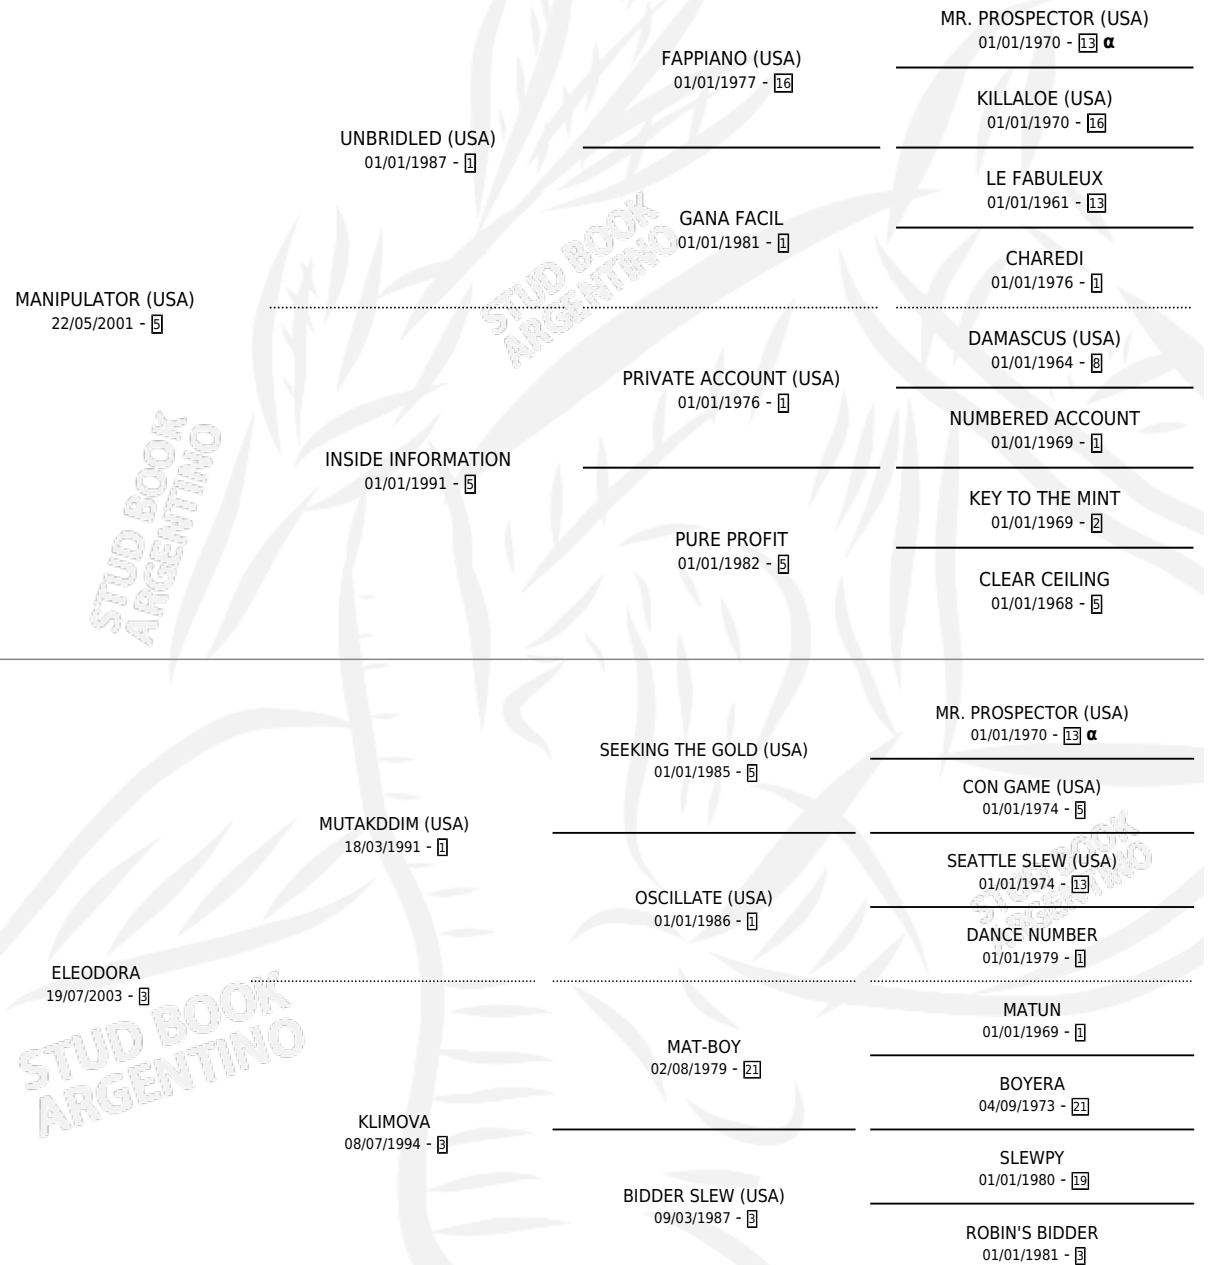 MR. PROSPECTOR (USA)
01/01/1970 - 13 α
FAPPIANO (USA)
01/01/1977 - 16
KILLALOE (USA)
01/01/1970 - 16
UNBRIDLED (USA)
01/01/1987 - 1
LE FABULEUX
01/01/1961 - 13
GANA FACIL
01/01/1981 - 1
CHAREDI
01/01/1976 - 1
MANIPULATOR (USA)
22/05/2001 - 5
DAMASCUS (USA)
01/01/1964 - 8
PRIVATE ACCOUNT (USA)
01/01/1976 - 1
NUMBERED ACCOUNT
01/01/1969 - 1
INSIDE INFORMATION
01/01/1991 - 5
KEY TO THE MINT
01/01/1969 - 2
PURE PROFIT
01/01/1982 - 5
CLEAR CEILING
01/01/1968 - 5
MR. PROSPECTOR (USA)
01/01/1970 - 13 α
SEEKING THE GOLD (USA)
01/01/1985 - 5
CON GAME (USA)
01/01/1974 - 5
MUTAKDDIM (USA)
18/03/1991 - 1
SEATTLE SLEW (USA)
01/01/1974 - 13
OSCILLATE (USA)
01/01/1986 - 1
DANCE NUMBER
01/01/1979 - 1
ELEODORA
19/07/2003 - 3
MATUN
01/01/1969 - 1
MAT-BOY
02/08/1979 - 21
BOYERA
04/09/1973 - 21
KLIMOVA
08/07/1994 - 3
SLEWPY
01/01/1980 - 19
BIDDER SLEW (USA)
09/03/1987 - 3
ROBIN'S BIDDER
01/01/1981 - 3
STUD BOOK
ARGENTINO
STUD BOOK
ARGENTINO
STUD BOOK
ARGENTINO
STUD BOOK
ARGENTINO